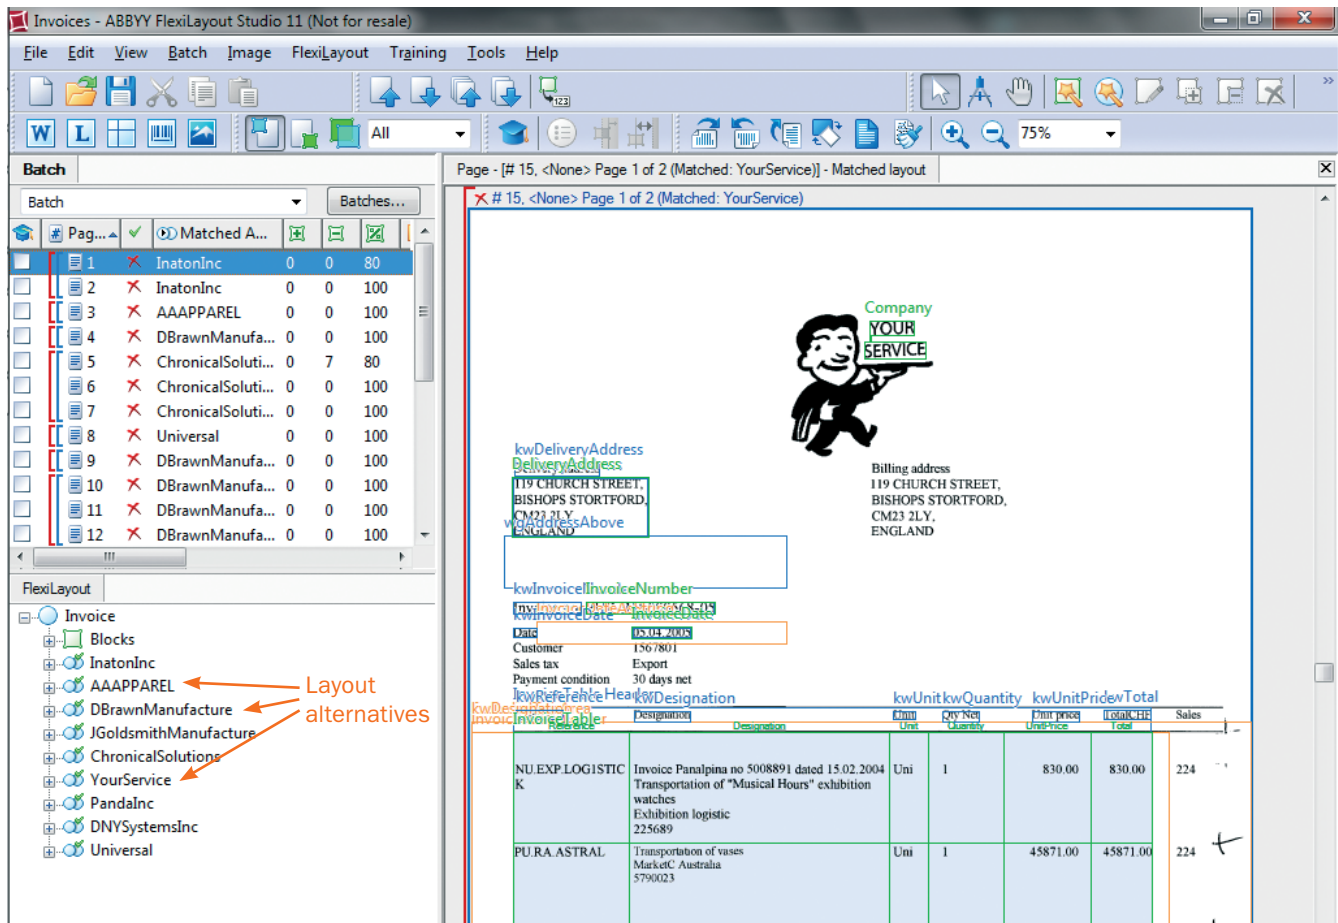 Invoices - ABBYY FlexiLayout Studio 11 (Not for resale)
File Edit View Batch Image FlexiLayout Training Tools Help
123
W L All 75%
Batch
Page - [# 15, <None> Page 1 of 2 (Matched: YourService)] - Matched layout
Batch Batches...
# 15, <None> Page 1 of 2 (Matched: YourService)
# Pag... Matched A...
1 InatonInc 0 0 80
2 InatonInc 0 0 100
3 AAAPPAREL 0 0 100
4 DBrawnManufa... 0 0 100
5 ChronicalSoluti... 0 7 80
6 ChronicalSoluti... 0 0 100
7 ChronicalSoluti... 0 0 100
8 Universal 0 0 100
9 DBrawnManufa... 0 0 100
10 DBrawnManufa... 0 0 100
11 DBrawnManufa... 0 0 100
12 DBrawnManufa... 0 0 100
FlexiLayout
Invoice
Blocks
InatonInc
AAAPPAREL
DBrawnManufacture
JGoldsmithManufacture
ChronicalSolutions
YourService
PandaInc
DNYSystemsInc
Universal
Layout
alternatives
Company
YOUR
SERVICE
kwDeliveryAddress
DeliveryAddress
119 CHURCH STREET,
BISHOPS STORTFORD,
CM23 2LY,
wgAddressAbove
ENGLAND
Billing address
119 CHURCH STREET,
BISHOPS STORTFORD,
CM23 2LY,
ENGLAND
InvoiceNumber
kwInvoiceDate InvoiceDate
Date 05.04.2005
Customer 1567801
Sales tax Export
Payment condition 30 days net
kwReference kwDesignation kwUnit kwQuantity kwUnitPrice kwTotal
Designation Unit Qty Net Unit price TotalCHF Sales
Reference Designation Unit Quantity UnitPrice Total
NU.EXP.LOGISTIC Invoice Panalpina no 5008891 dated 15.02.2004 Uni 1 830.00 830.00 224
K Transportation of "Musical Hours" exhibition
watches
Exhibition logistic
225689
PU.RA.ASTRAL Transportation of vases Uni 1 45871.00 45871.00 224
MarketC Australia
5790023